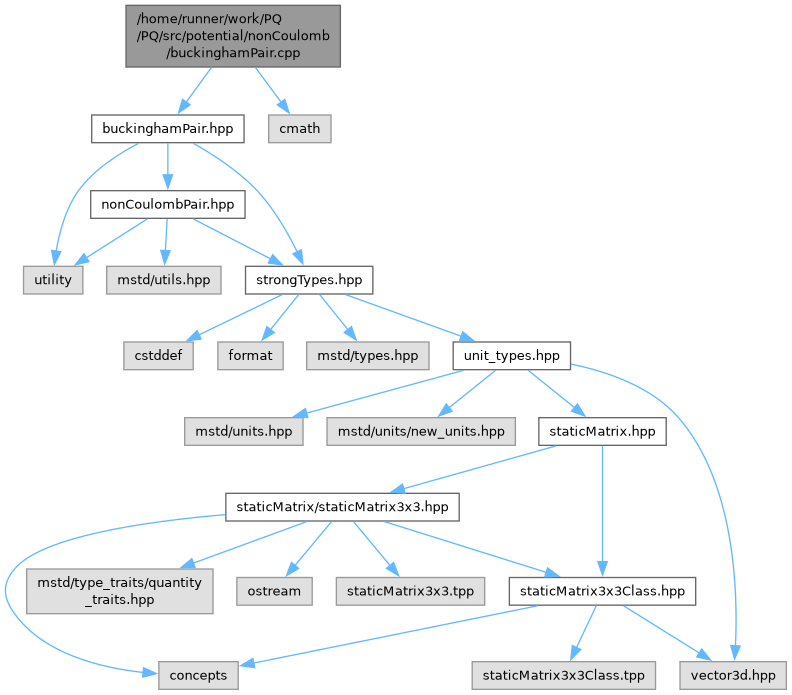 /home/runner/work/PQ
/PQ/src/potential/nonCoulomb
/buckinghamPair.cpp
buckinghamPair.hpp
cmath
nonCoulombPair.hpp
utility
mstd/utils.hpp
strongTypes.hpp
cstddef
format
mstd/types.hpp
unit_types.hpp
mstd/units.hpp
mstd/units/new_units.hpp
staticMatrix.hpp
staticMatrix/staticMatrix3x3.hpp
mstd/type_traits/quantity
_traits.hpp
ostream
staticMatrix3x3.tpp
staticMatrix3x3Class.hpp
concepts
staticMatrix3x3Class.tpp
vector3d.hpp